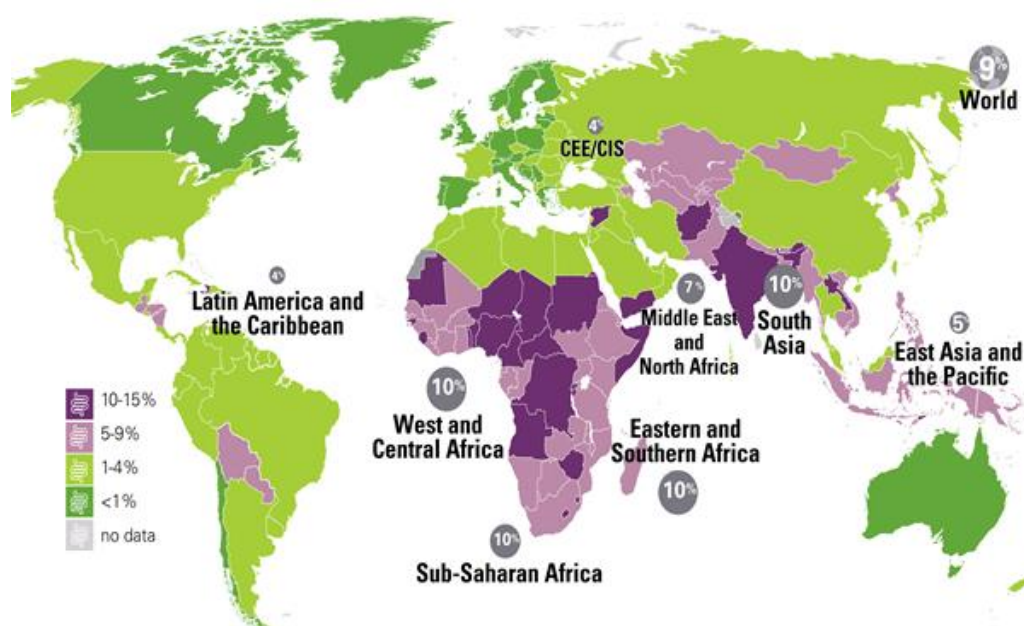 9%
World
4%
CEE/CIS
4%
Latin America and
the Caribbean
7%
Middle East
and
North Africa
10%
South
Asia
5%
East Asia and
the Pacific
10%
West and
Central Africa
Eastern and
Southern Africa
10%
10%
Sub-Saharan Africa
10-15%
5-9%
1-4%
<1%
no data